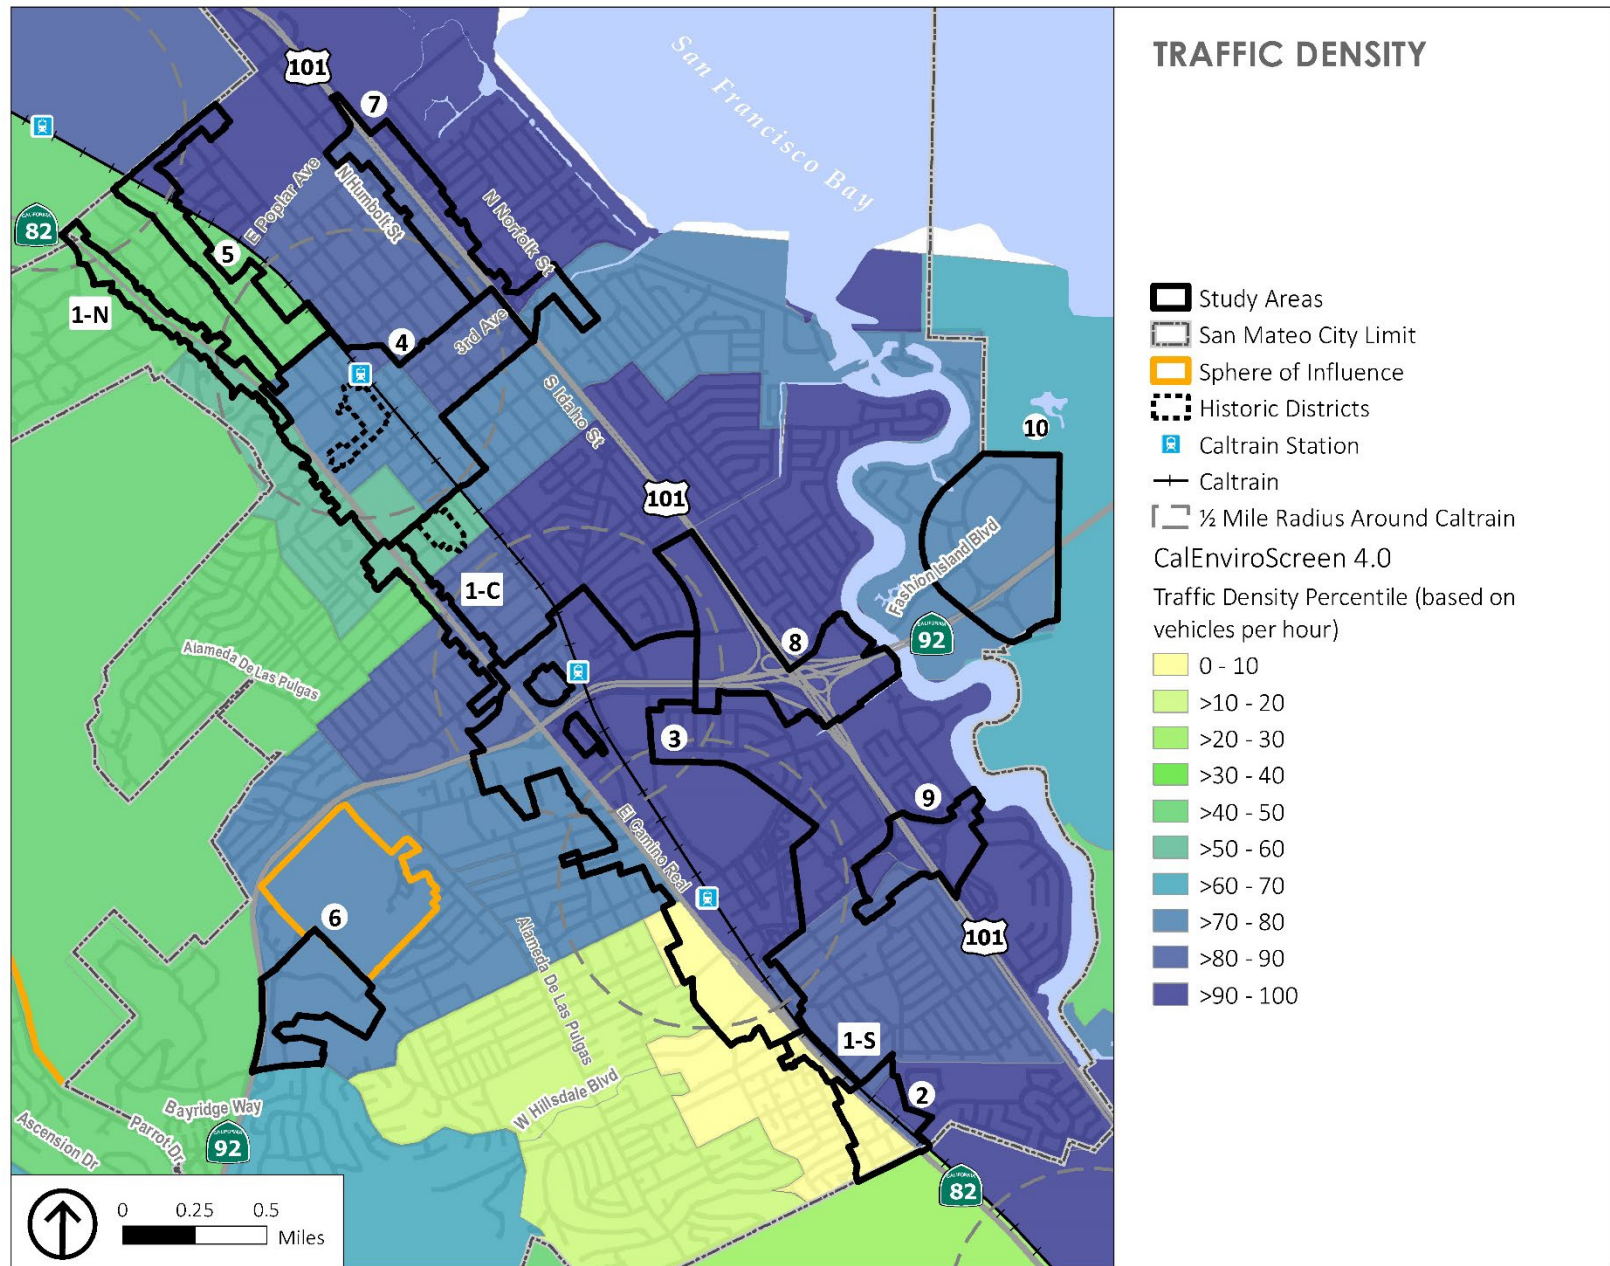 TRAFFIC DENSITY
Study Areas
San Mateo City Limit
Sphere of Influence
Historic Districts
Caltrain Station
Caltrain
½ Mile Radius Around Caltrain
CalEnviroScreen 4.0
Traffic Density Percentile (based on
vehicles per hour)
0 - 10
>10 - 20
>20 - 30
>30 - 40
>40 - 50
>50 - 60
>60 - 70
>70 - 80
>80 - 90
>90 - 100
San Francisco Bay
101
7
E Poplar Ave
N Humbolt St
N Norfolk St
CALIFORNIA
82
5
1-N
4
3rd Ave
S Idaho St
10
101
Fashion Island Blvd
1-C
CALIFORNIA
92
8
Alameda De Las Pulgas
3
9
El Camino Real
6
Alameda De Las Pulgas
101
1-S
2
W Hillsdale Blvd
Bayridge Way
Parrot Dr
Ascension Dr
CALIFORNIA
92
CALIFORNIA
82
0 0.25 0.5
Miles